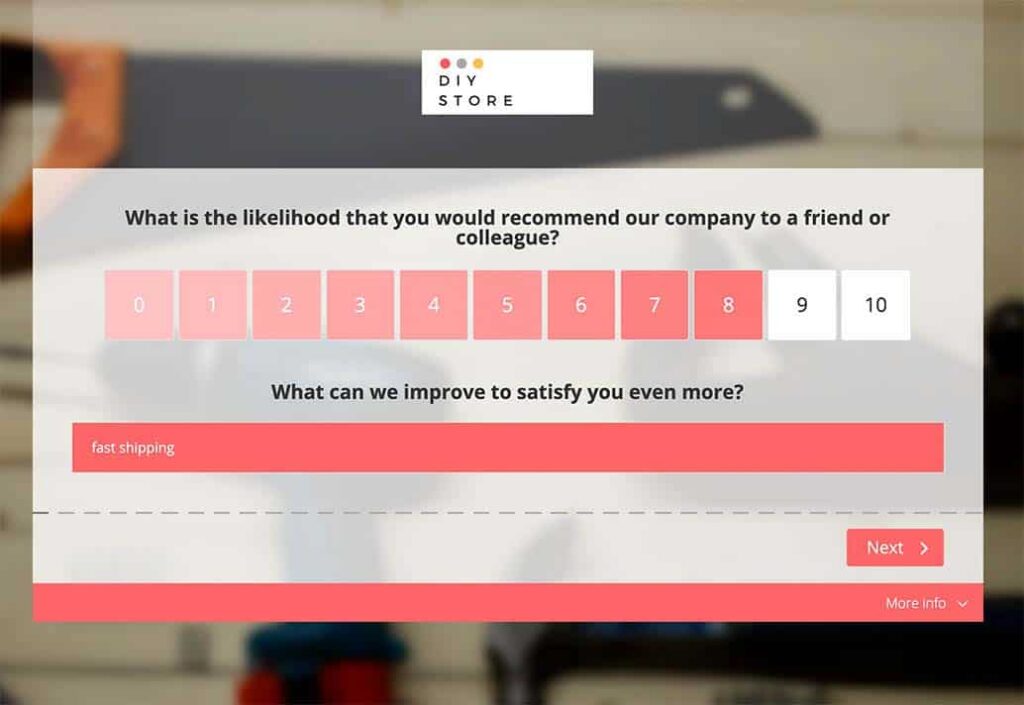 DIY
STORE
What is the likelihood that you would recommend our company to a friend or
colleague?
0 1 2 3 4 5 6 7 8 9 10
What can we improve to satisfy you even more?
fast shipping
Next
More info